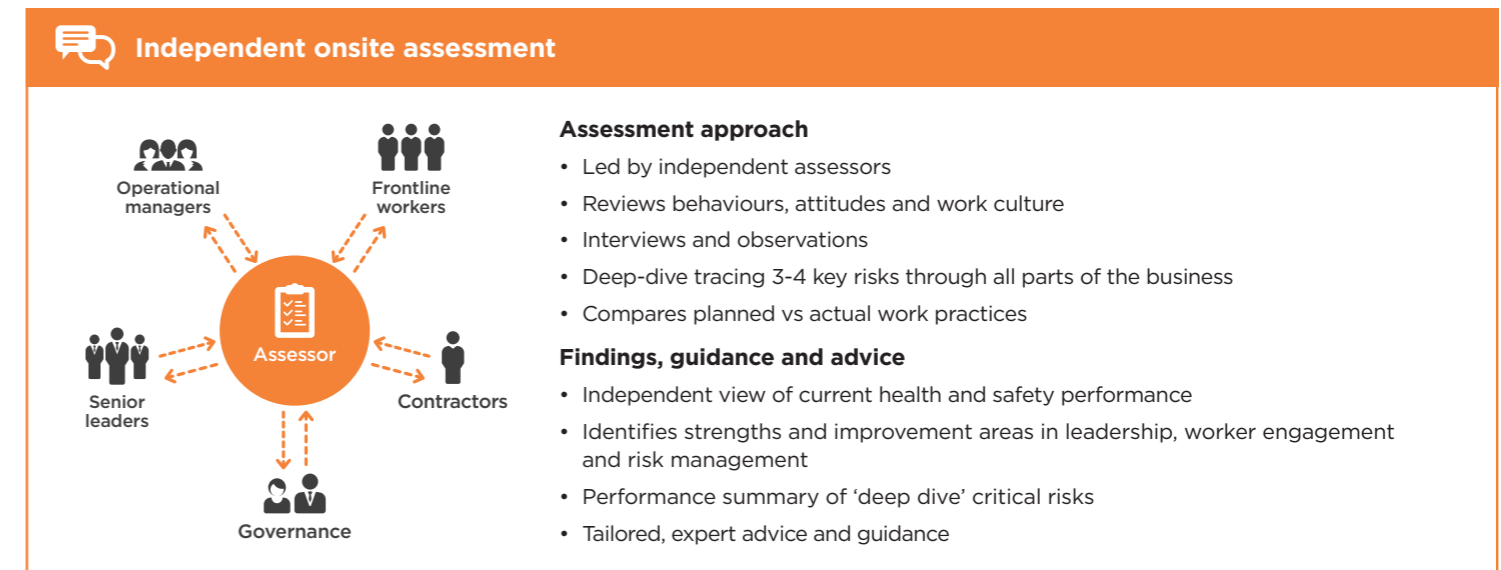 Independent onsite assessment
Operational
managers
Frontline
workers
Assessor
Senior
leaders
Contractors
Governance
Assessment approach
• Led by independent assessors
• Reviews behaviours, attitudes and work culture
• Interviews and observations
• Deep-dive tracing 3-4 key risks through all parts of the business
• Compares planned vs actual work practices
Findings, guidance and advice
• Independent view of current health and safety performance
• Identifies strengths and improvement areas in leadership, worker engagement
and risk management
• Performance summary of ‘deep dive’ critical risks
• Tailored, expert advice and guidance